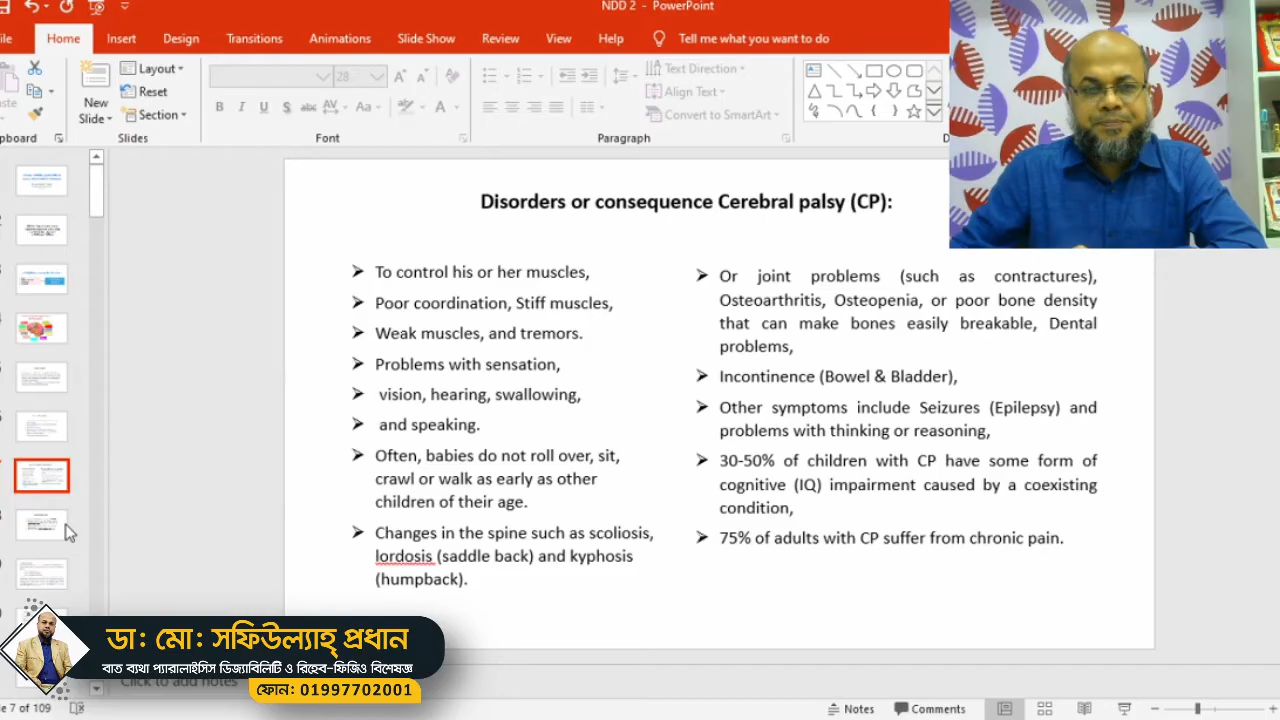 NDD 2 - PowerPoint
Home
Insert
Design
Transitions
Animations
Slide Show
Review
View
Help
Tell me what you want to do
Layout
Reset
Section
New
Slide
Slides
28
Font
Text Direction
Align Text
Convert to SmartArt
Paragraph
Disorders or consequence Cerebral palsy (CP):
To control his or her muscles,
Poor coordination, Stiff muscles,
Weak muscles, and tremors.
Problems with sensation,
vision, hearing, swallowing,
and speaking.
Often, babies do not roll over, sit,
crawl or walk as early as other
children of their age.
Changes in the spine such as scoliosis,
lordosis (saddle back) and kyphosis
(humpback).
Or joint problems (such as contractures),
Osteoarthritis, Osteopenia, or poor bone density
that can make bones easily breakable, Dental
problems,
Incontinence (Bowel & Bladder),
Other symptoms include Seizures (Epilepsy) and
problems with thinking or reasoning,
30-50% of children with CP have some form of
cognitive (IQ) impairment caused by a coexisting
condition,
75% of adults with CP suffer from chronic pain.
ডা: মো: সফিউল্যাহ্ প্রধান
বাত ব্যথা প্যারালাইসিস ডিজ্যাবিলিটি ও রিহেব-ফিজিও বিশেষজ্ঞ
ফোন: 01997702001
Click to add notes
7 of 109
Notes
Comments